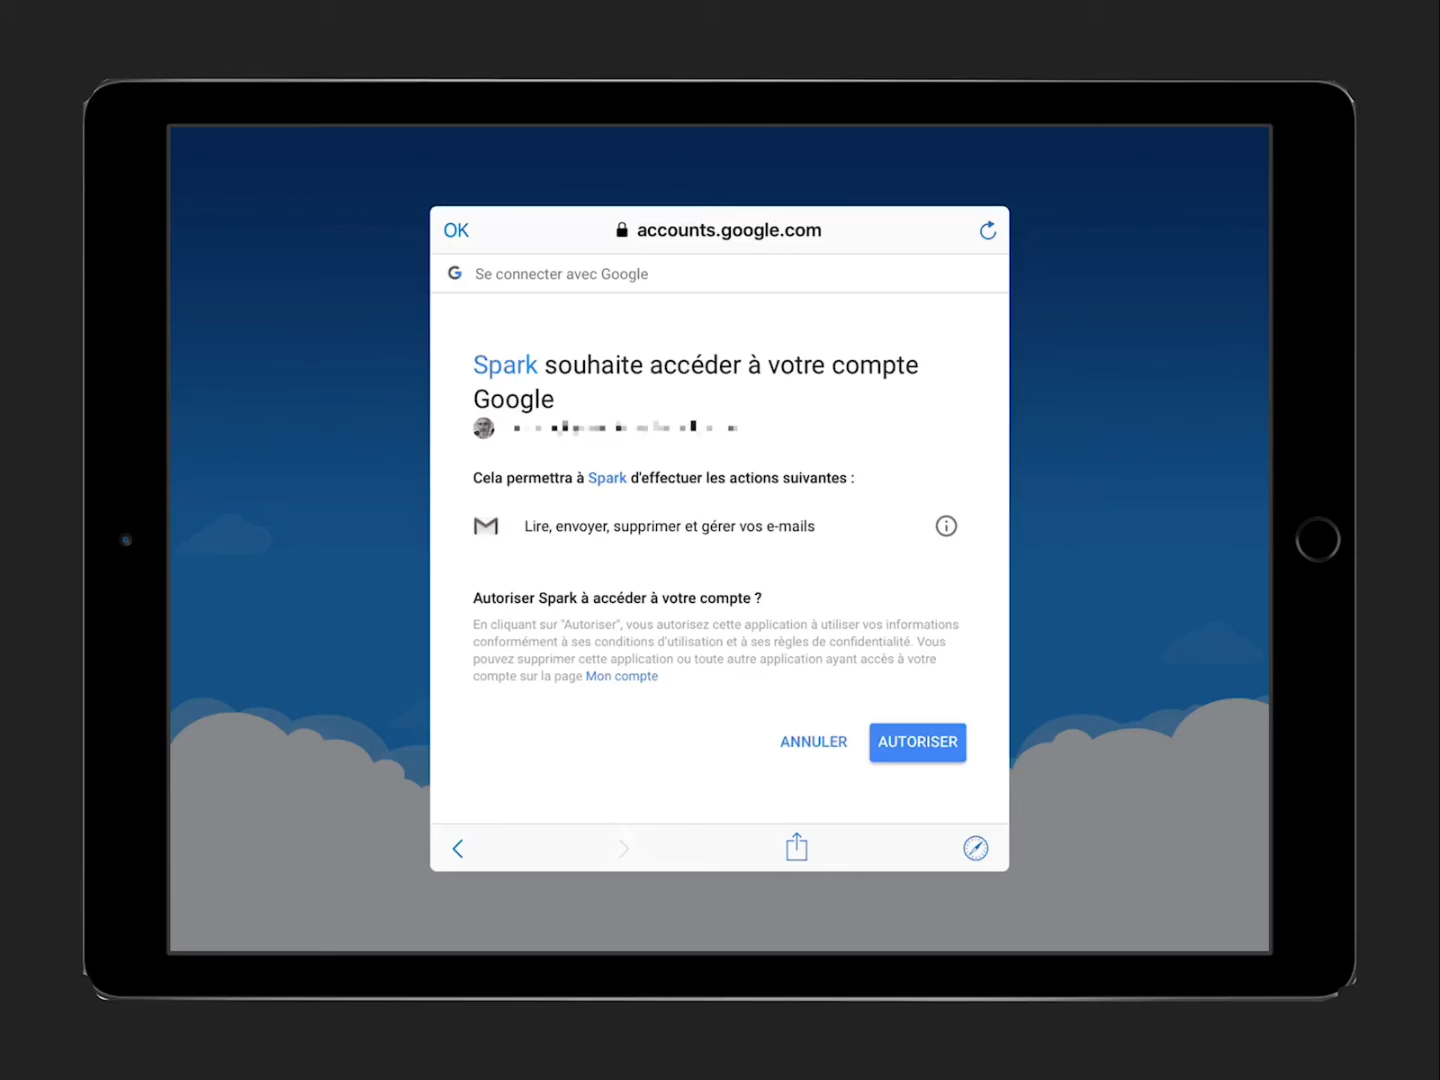 OK
accounts.google.com
G Se connecter avec Google
Spark souhaite accéder à votre compte
Google
Cela permettra à Spark d'effectuer les actions suivantes :
Lire, envoyer, supprimer et gérer vos e-mails
Autoriser Spark à accéder à votre compte ?
En cliquant sur "Autoriser", vous autorisez cette application à utiliser vos informations
conformément à ses conditions d'utilisation et à ses règles de confidentialité. Vous
pouvez supprimer cette application ou toute autre application ayant accès à votre
compte sur la page Mon compte
ANNULER AUTORISER